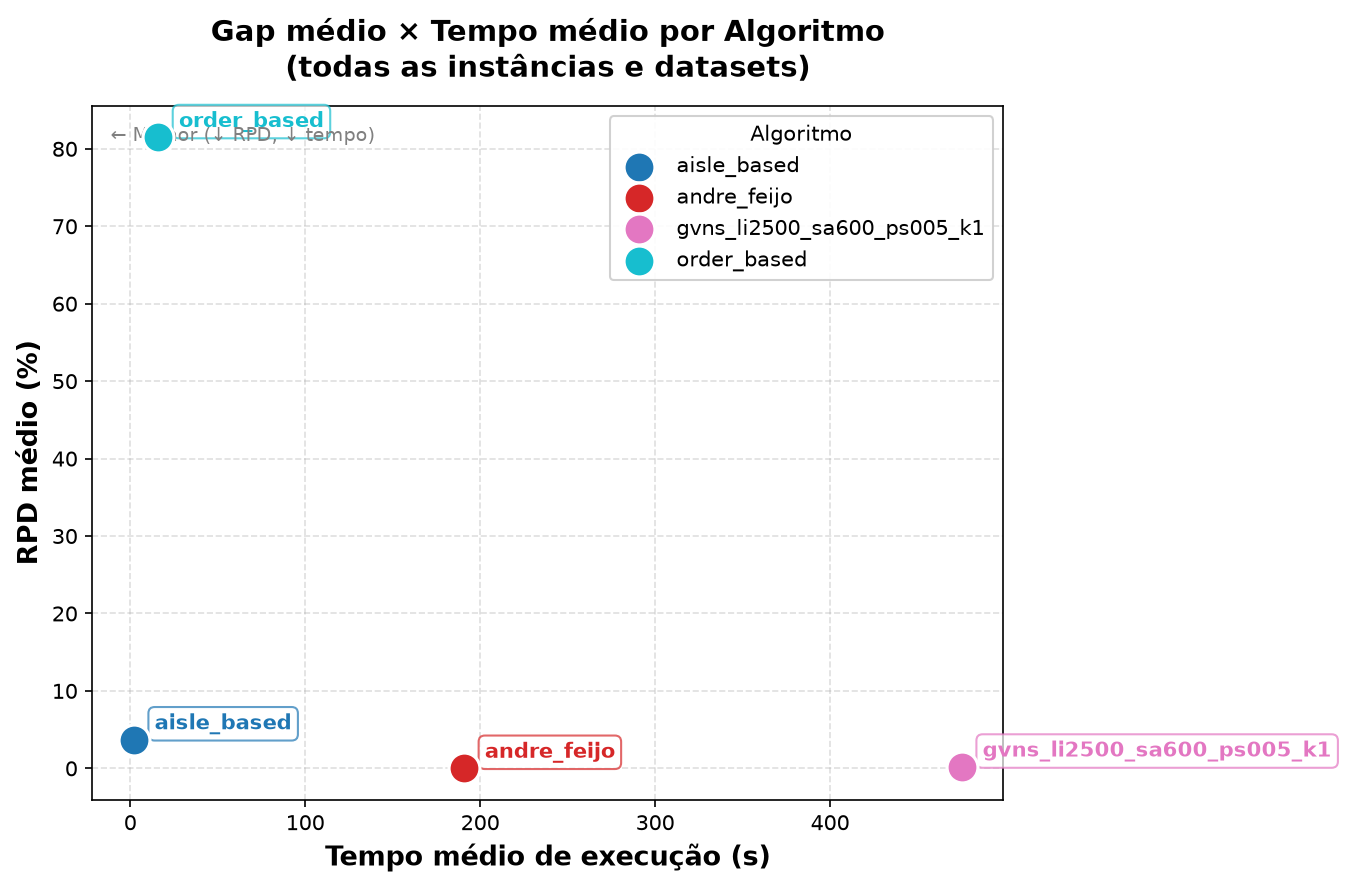 Gap médio × Tempo médio por Algoritmo
(todas as instâncias e datasets)
order_based
← M or (↓ RPD, ↓ tempo)
Algoritmo
aisle_based
andre_feijo
gvns_li2500_sa600_ps005_k1
order_based
80
70
60
50
40
30
20
10
0
RPD médio (%)
aisle_based
andre_feijo
gvns_li2500_sa600_ps005_k1
0 100 200 300 400
Tempo médio de execução (s)